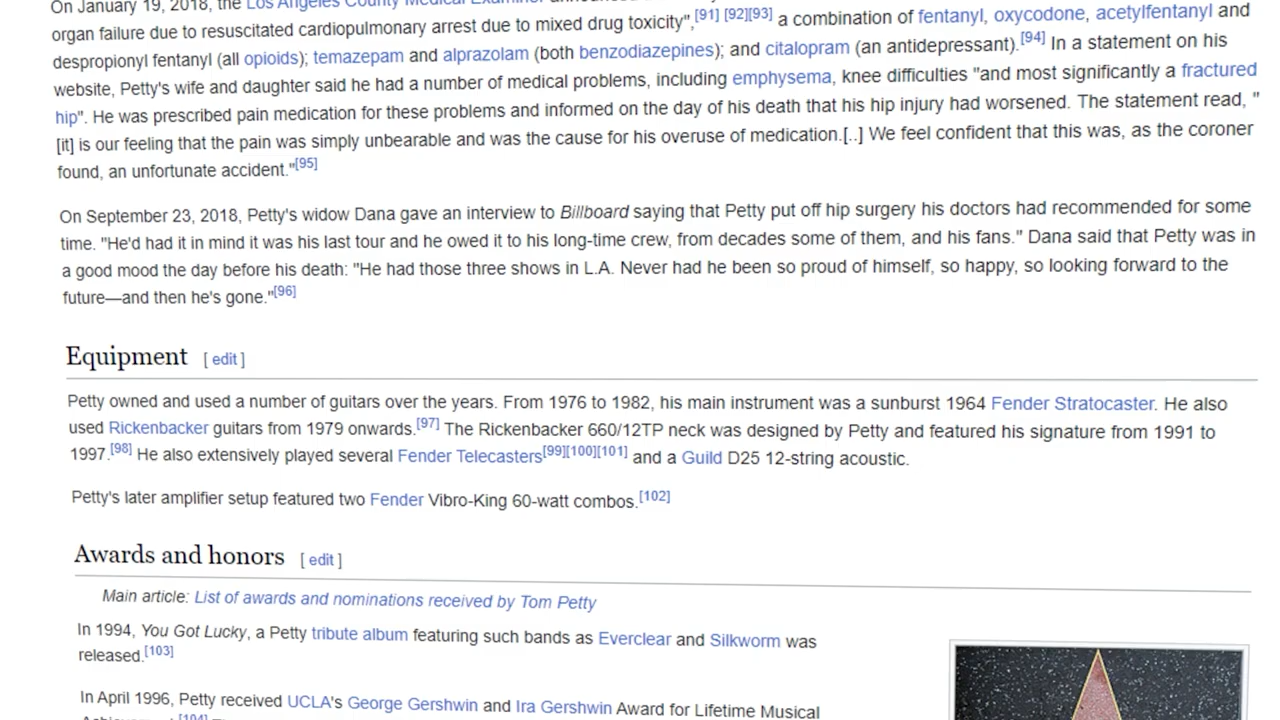 On January 19, 2018, the Los Angeles County Medical Examiner
organ failure due to resuscitated cardiopulmonary arrest due to mixed drug toxicity",[91] [92][93] a combination of fentanyl, oxycodone, acetylfentanyl and
despropionyl fentanyl (all opioids); temazepam and alprazolam (both benzodiazepines); and citalopram (an antidepressant).[94] In a statement on his
website, Petty's wife and daughter said he had a number of medical problems, including emphysema, knee difficulties "and most significantly a fractured
hip". He was prescribed pain medication for these problems and informed on the day of his death that his hip injury had worsened. The statement read, "
[it] is our feeling that the pain was simply unbearable and was the cause for his overuse of medication.[..] We feel confident that this was, as the coroner
found, an unfortunate accident."[95]
On September 23, 2018, Petty's widow Dana gave an interview to Billboard saying that Petty put off hip surgery his doctors had recommended for some
time. "He'd had it in mind it was his last tour and he owed it to his long-time crew, from decades some of them, and his fans." Dana said that Petty was in
a good mood the day before his death: "He had those three shows in L.A. Never had he been so proud of himself, so happy, so looking forward to the
future—and then he's gone."[96]
Equipment [ edit ]
Petty owned and used a number of guitars over the years. From 1976 to 1982, his main instrument was a sunburst 1964 Fender Stratocaster. He also
used Rickenbacker guitars from 1979 onwards.[97] The Rickenbacker 660/12TP neck was designed by Petty and featured his signature from 1991 to
1997.[98] He also extensively played several Fender Telecasters[99][100][101] and a Guild D25 12-string acoustic.
Petty's later amplifier setup featured two Fender Vibro-King 60-watt combos.[102]
Awards and honors [ edit ]
Main article: List of awards and nominations received by Tom Petty
In 1994, You Got Lucky, a Petty tribute album featuring such bands as Everclear and Silkworm was
released.[103]
In April 1996, Petty received UCLA's George Gershwin and Ira Gershwin Award for Lifetime Musical
[104]